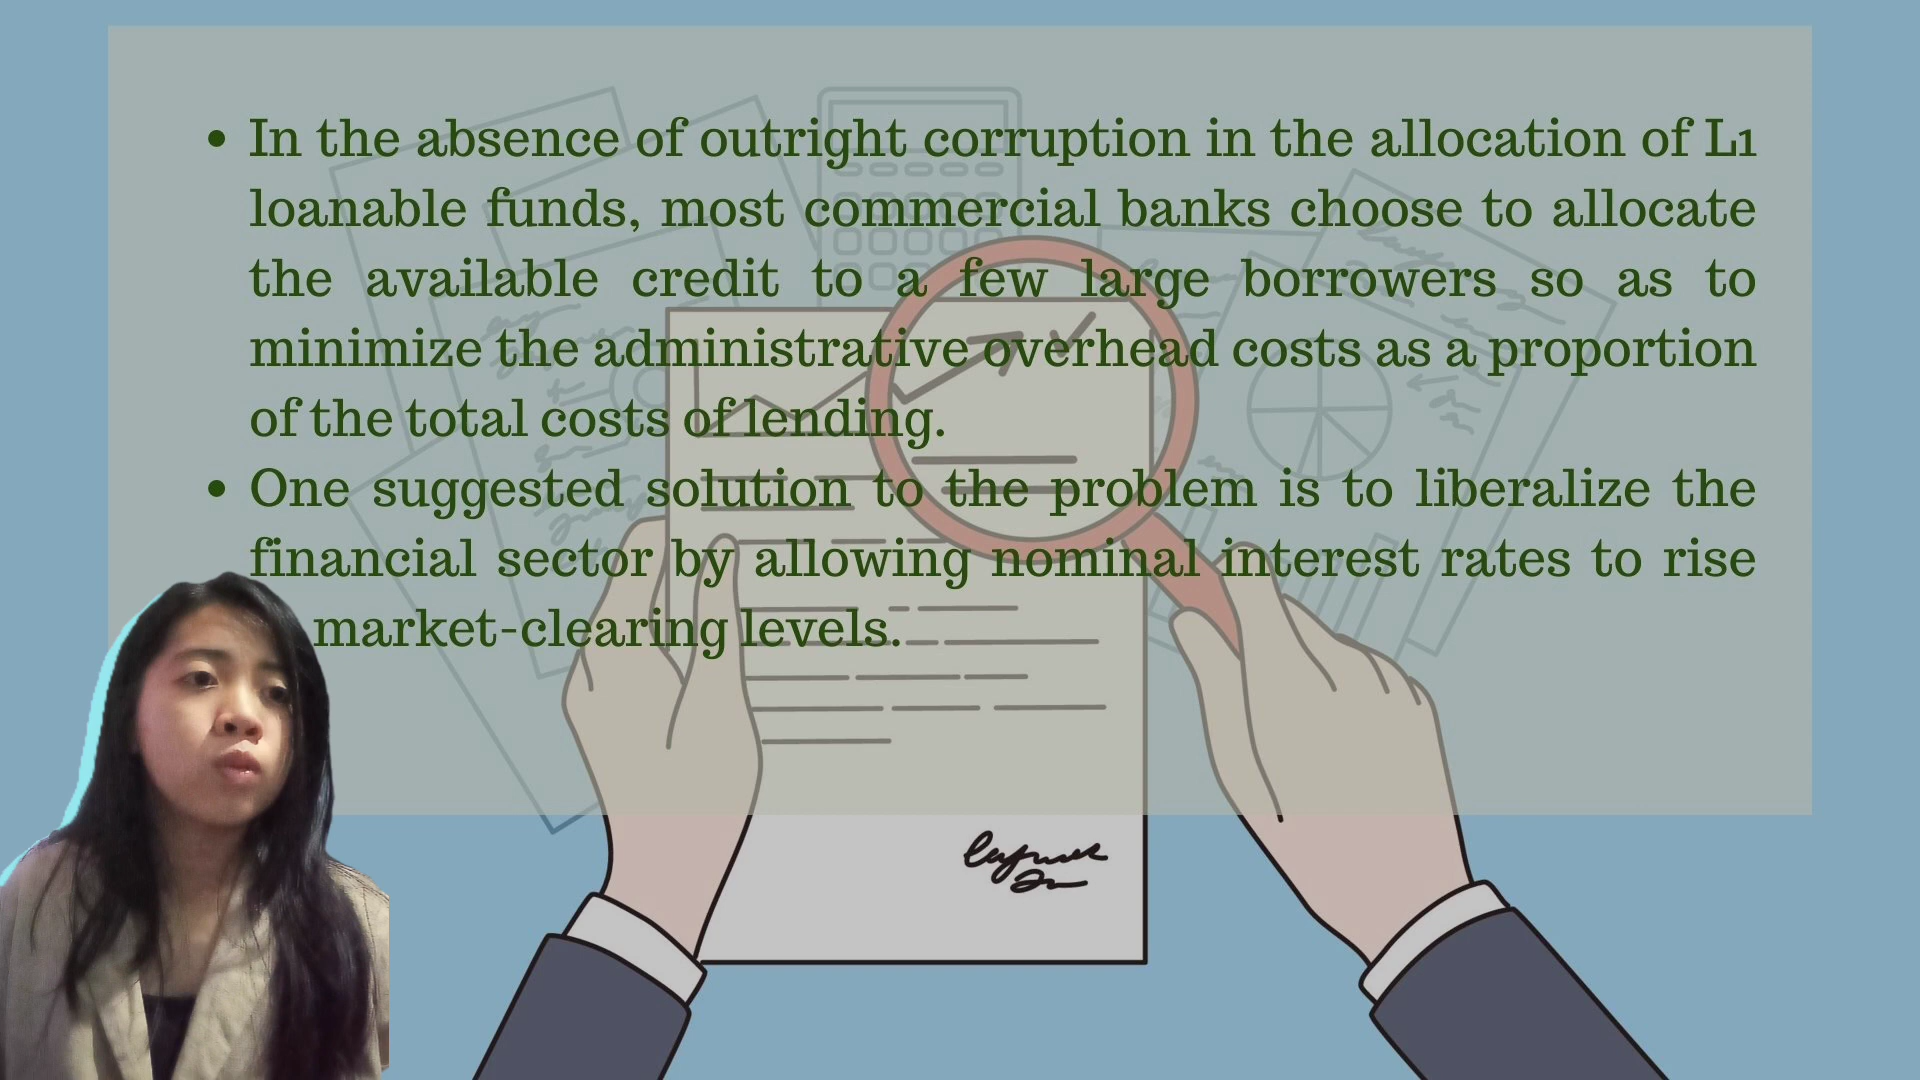 • In the absence of outright corruption in the allocation of L1
loanable funds, most commercial banks choose to allocate
the available credit to a few large borrowers so as to
minimize the administrative overhead costs as a proportion
of the total costs of lending.
• One suggested solution to the problem is to liberalize the
financial sector by allowing nominal interest rates to rise
market-clearing levels.